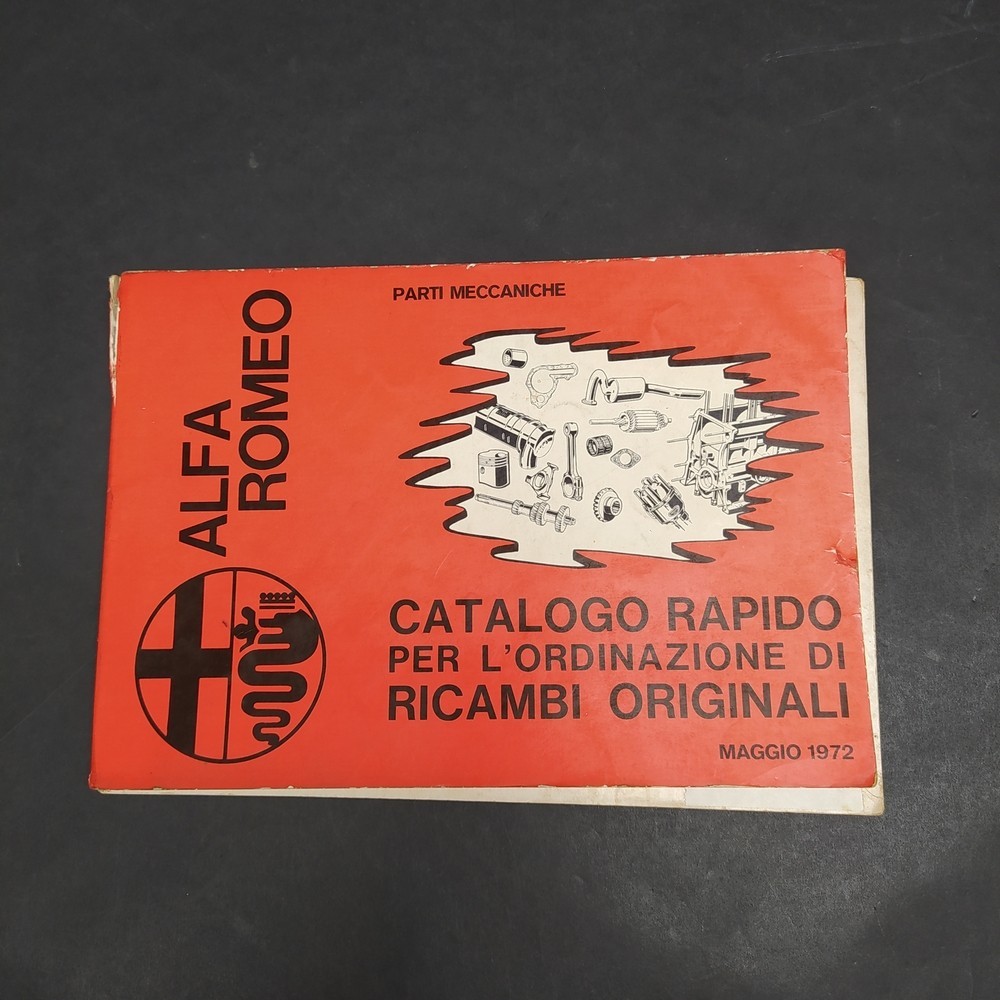 ALFA
ROMEO
PARTI MECCANICHE
CATALOGO RAPIDO
PER L'ORDINAZIONE DI
RICAMBI ORIGINALI
MAGGIO 1972